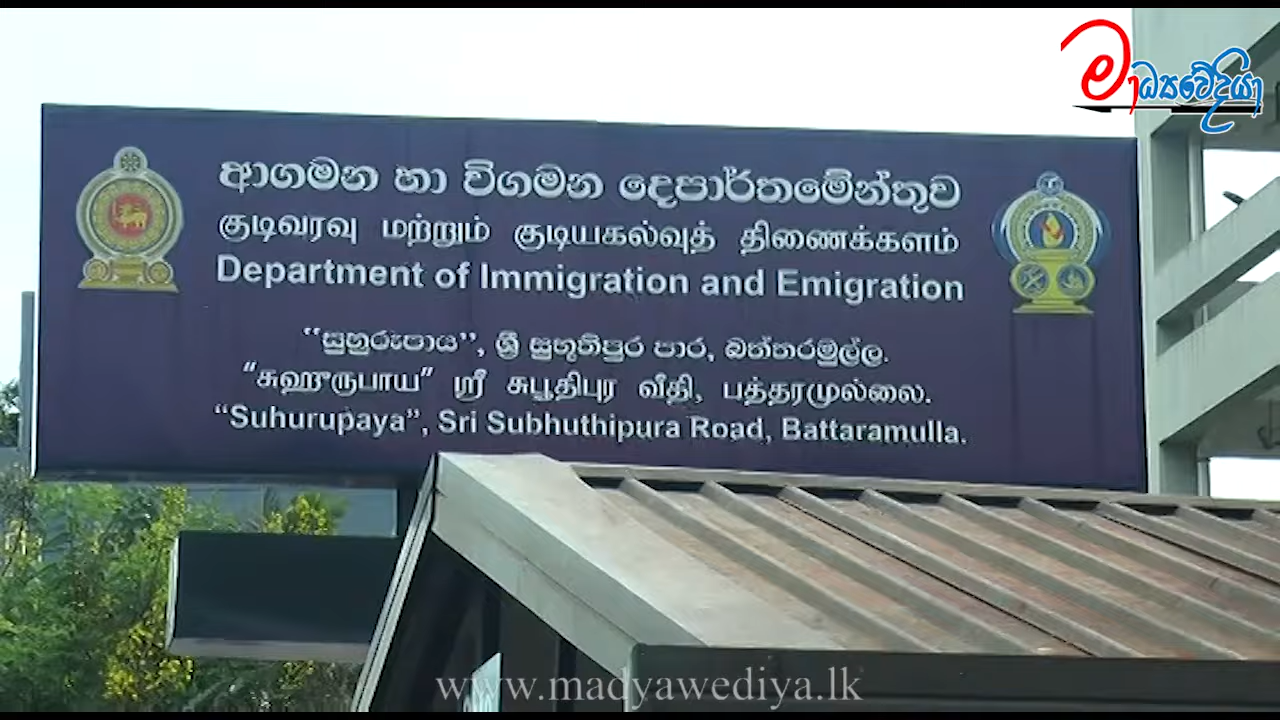 මාධ්‍යවේදියා
ආගමන හා විගමන දෙපාර්තමේන්තුව
குடிவரவு மற்றும் குடியகல்வுத் திணைக்களம்
Department of Immigration and Emigration
“සුහුරුපාය”, ශ්‍රී සුභූතිපුර පාර, බත්තරමුල්ල.
“சுஹுருபாய” ஸ்ரீ சுபூதிபுர வீதி, பத்தரமுல்லை.
“Suhurupaya”, Sri Subhuthipura Road, Battaramulla.
www.madyawediya.lk